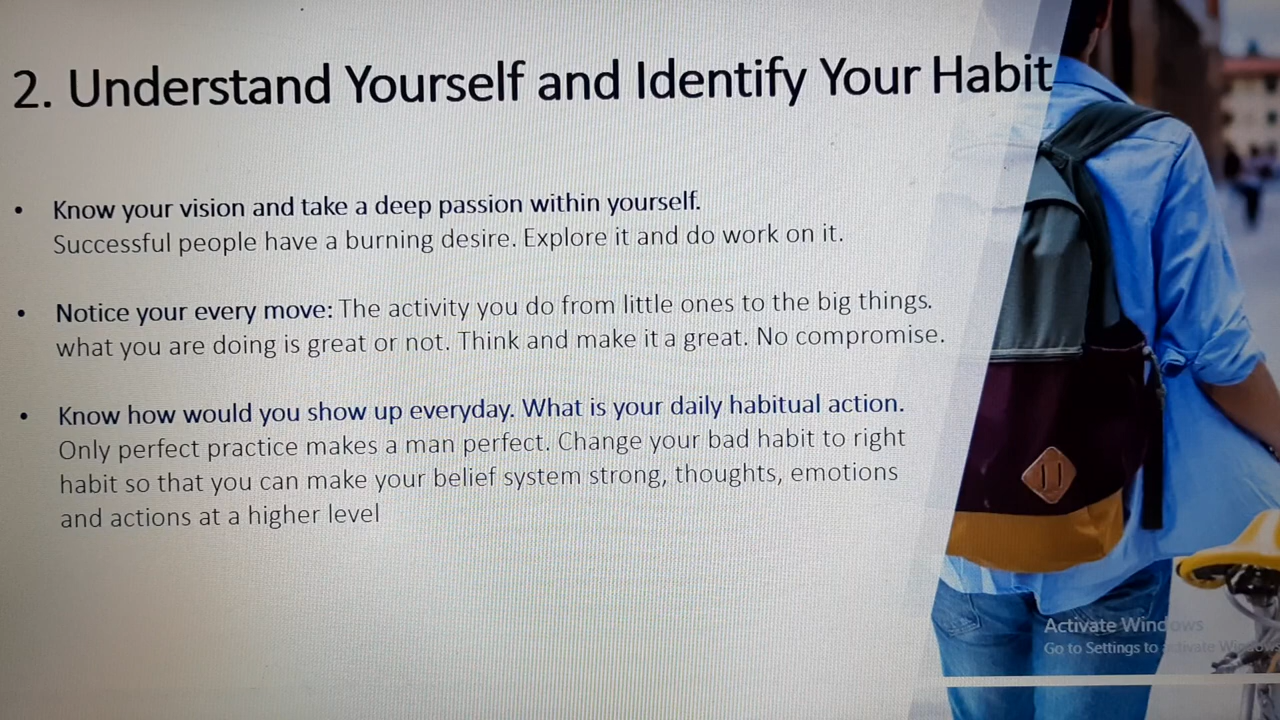 2. Understand Yourself and Identify Your Habit
• Know your vision and take a deep passion within yourself.
Successful people have a burning desire. Explore it and do work on it.
• Notice your every move: The activity you do from little ones to the big things.
what you are doing is great or not. Think and make it a great. No compromise.
• Know how would you show up everyday. What is your daily habitual action.
Only perfect practice makes a man perfect. Change your bad habit to right
habit so that you can make your belief system strong, thoughts, emotions
and actions at a higher level
Activate Windows
Go to Settings to activate Windows